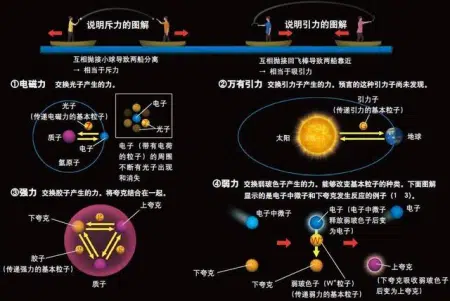 说明斥力的图解
说明引力的图解
互相抛接小球导致两船分离
→ 相当于斥力
互相抛接回飞棒导致两船靠近
→ 相当于吸引力
①电磁力 交换光子产生的力。
光子
(传递电磁力的基本粒子)
质子
电子
氢原子
电子
光子
电子(带有电荷
的粒子)的周围
不断有光子出现
和消失
②万有引力 交换引力子产生的力。预言的这种引力子尚未发现。
引力子
(传递引力的基本粒子)
太阳
地球
③强力 交换胶子产生的力。将夸克结合在一起。
上夸克
下夸克
上夸克
胶子
(传递强力的基本粒子)
质子
④弱力 交换弱玻色子产生的力。能够改变基本粒子的种类。下面图解
显示的是电子中微子和下夸克发生反应的例子(1 3)。
电子中微子
电子(电子中微子
释放弱玻色子后变
为电子)
电子
W
下夸克
下夸克
弱玻色子(W⁺粒子)
(传递弱力的基本粒子)
上夸克
(下夸克吸收弱玻色子
后变为上夸克)